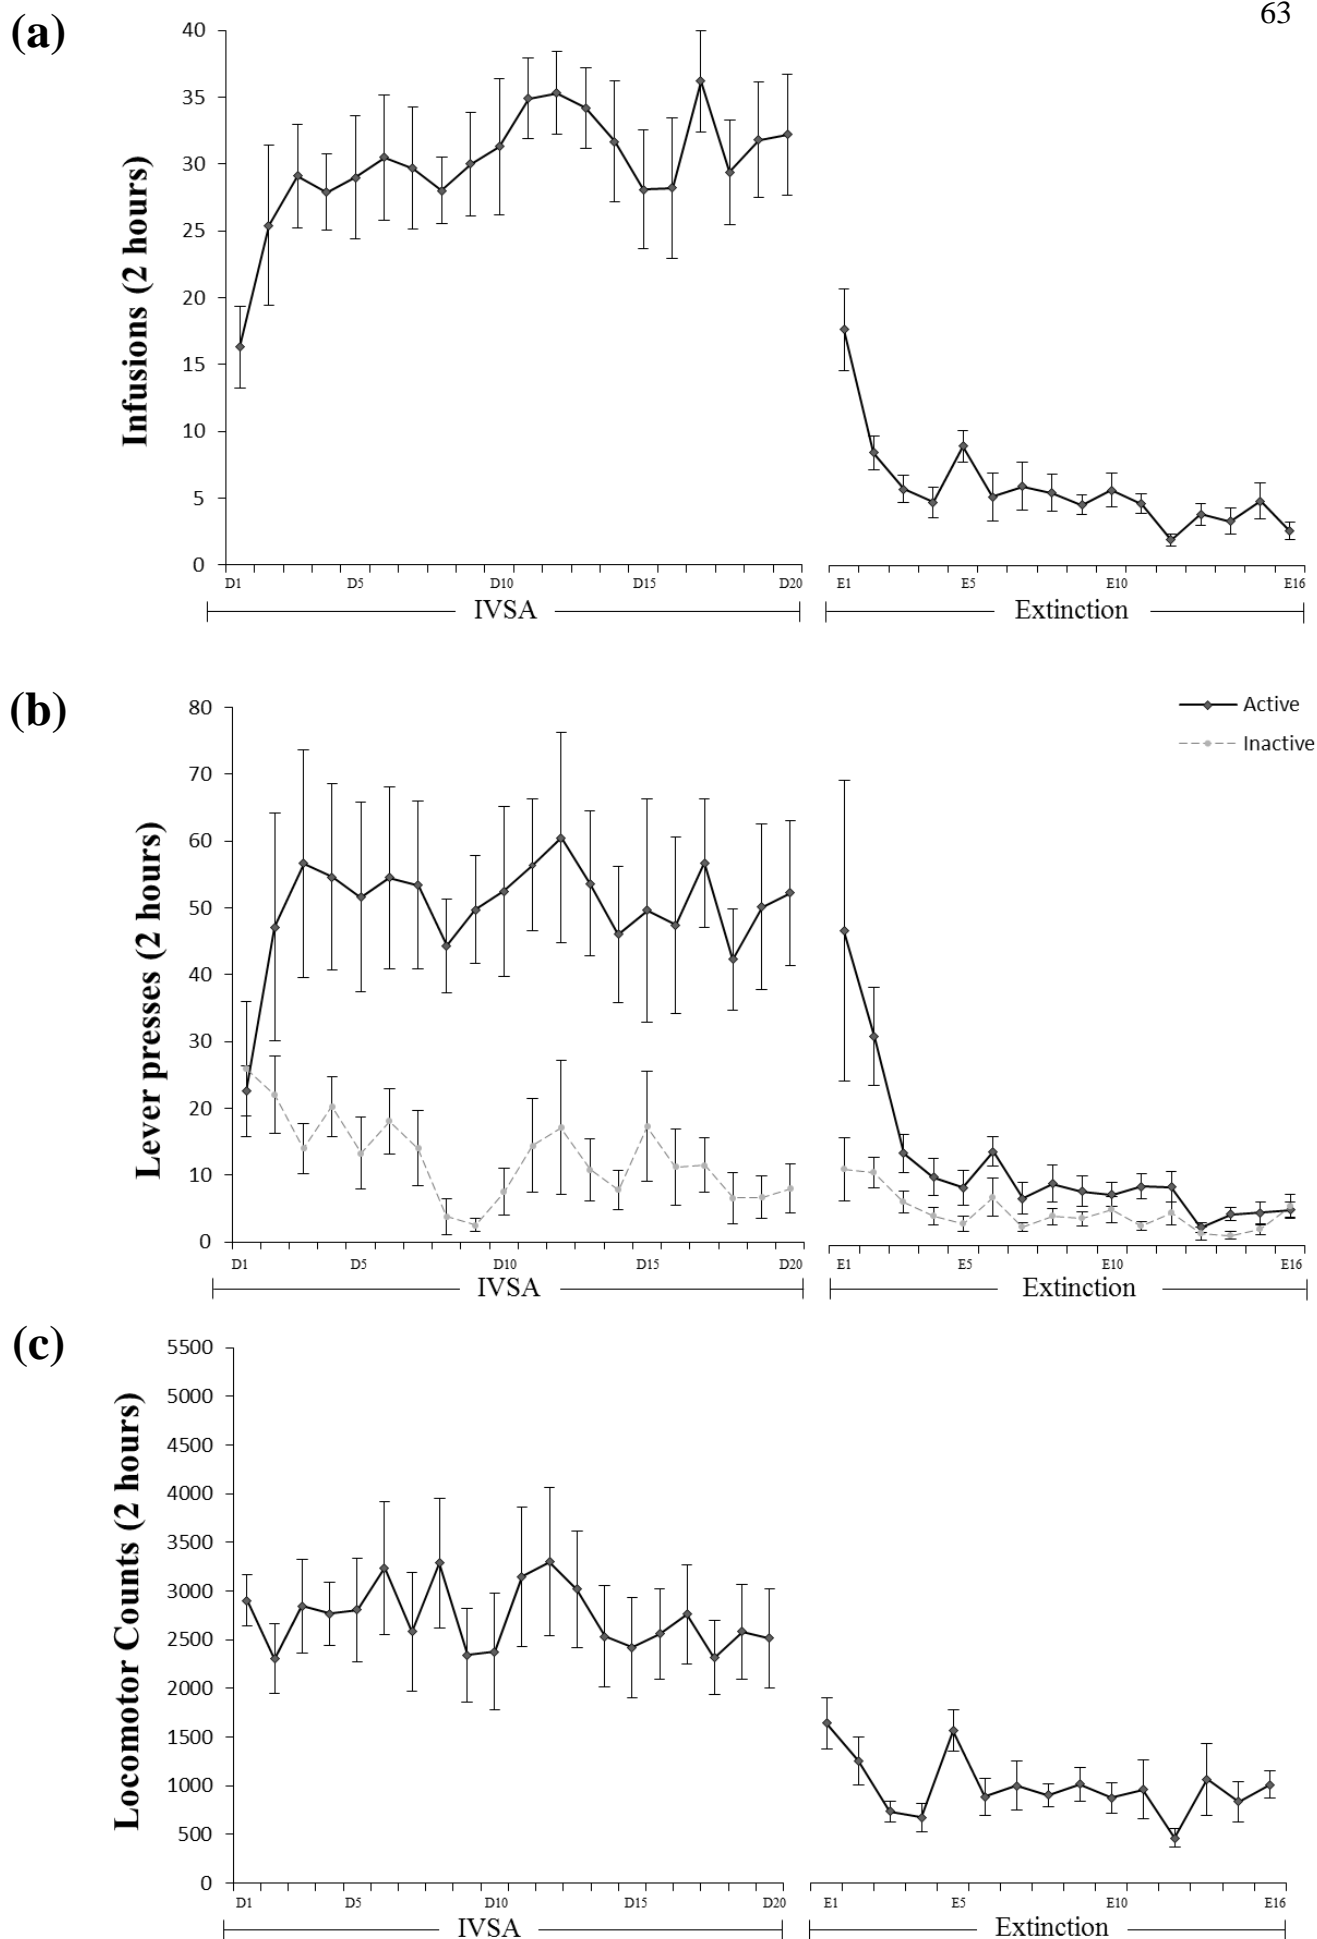 63
(a)
Infusions (2 hours)
40
35
30
25
20
15
10
5
0
D1 D5 D10 D15 D20 E1 E5 E10 E16
IVSA Extinction
(b)
Lever presses (2 hours)
Active
Inactive
80
70
60
50
40
30
20
10
0
D1 D5 D10 D15 D20 E1 E5 E10 E16
IVSA Extinction
(c)
Locomotor Counts (2 hours)
5500
5000
4500
4000
3500
3000
2500
2000
1500
1000
500
0
D1 D5 D10 D15 D20 E1 E5 E10 E16
IVSA Extinction